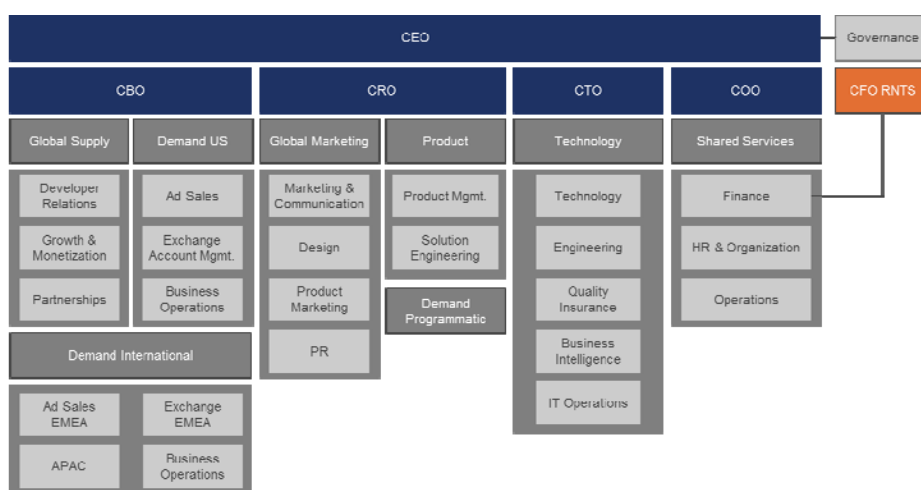 CEO
Governance
CBO
CRO
CTO
COO
CFO RNTS
Global Supply
Demand US
Global Marketing
Product
Technology
Shared Services
Developer
Relations
Growth &
Monetization
Partnerships
Ad Sales
Exchange
Account Mgmt.
Business
Operations
Marketing &
Communication
Design
Product
Marketing
PR
Product Mgmt.
Solution
Engineering
Demand
Programmatic
Technology
Engineering
Quality
Insurance
Business
Intelligence
IT Operations
Finance
HR & Organization
Operations
Demand International
Ad Sales
EMEA
APAC
Exchange
EMEA
Business
Operations